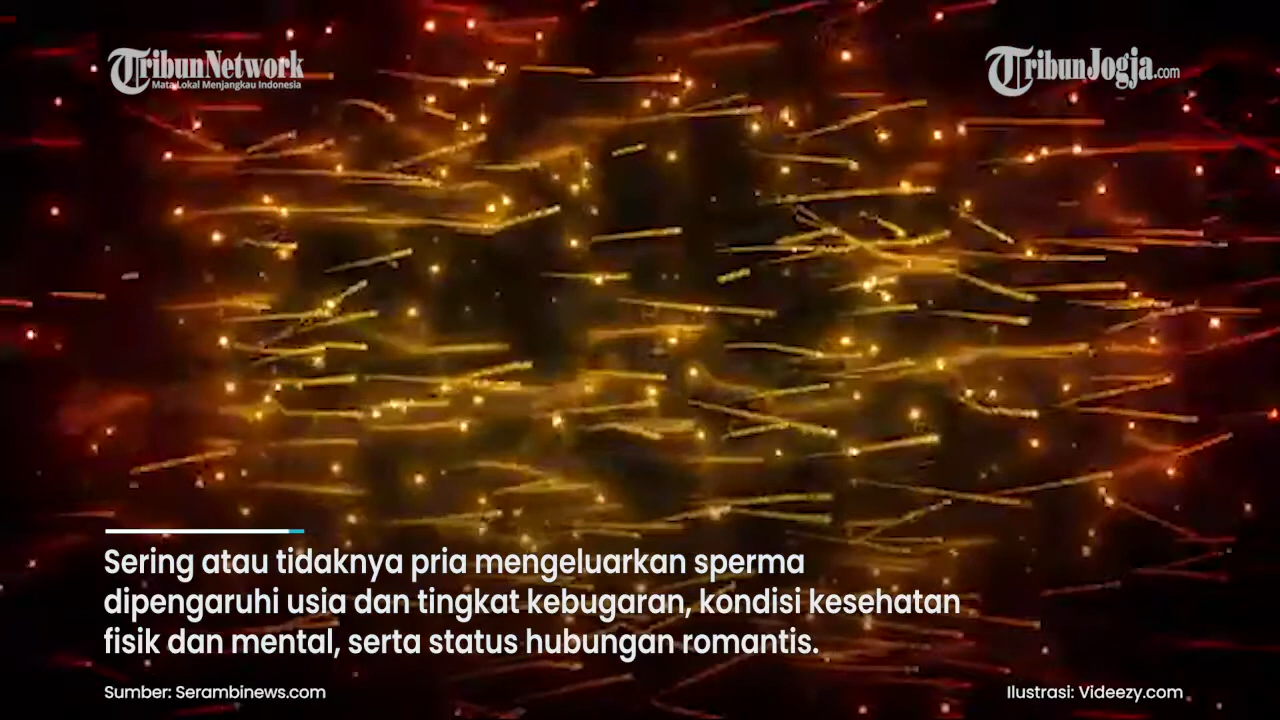 TribunNetwork
Mata Lokal Menjangkau Indonesia
TribunJogja.com
Sering atau tidaknya pria mengeluarkan sperma
dipengaruhi usia dan tingkat kebugaran, kondisi kesehatan
fisik dan mental, serta status hubungan romantis.
Sumber: Serambinews.com
Ilustrasi: Videezy.com